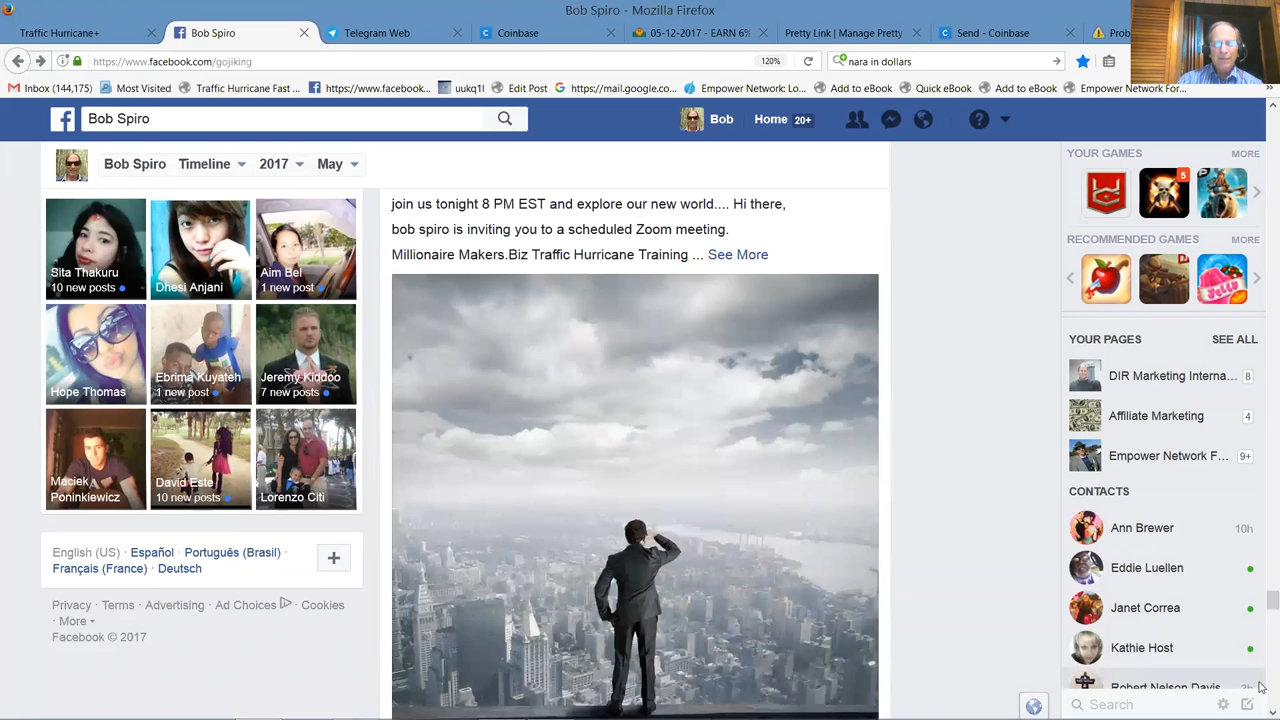 Bob Spiro - Mozilla Firefox
Traffic Hurricane+
Bob Spiro
Telegram Web
Coinbase
05-12-2017 - EARN 6%
Pretty Link | Manage Pretty
Send - Coinbase
https://www.facebook.com/gojiking
120%
nara in dollars
Inbox (144,175)
Most Visited
Traffic Hurricane Fast ...
https://www.facebook...
uukq1l
Edit Post
https://mail.google.co...
Empower Network: Lo...
Add to eBook
Quick eBook
Add to eBook
Empower Network For...
Bob Spiro
Bob
Home 20+
Bob Spiro Timeline 2017 May
Sita Thakuru
10 new posts
Dhesi Anjani
Aim Bel
1 new post
Hope Thomas
Ebrima Kuyateh
1 new post
Jeremy Kiddoo
7 new posts
Maciek
Poninkiewicz
David Este
10 new posts
Lorenzo Citi
English (US) · Español · Português (Brasil) ·
Français (France) · Deutsch
Privacy · Terms · Advertising · Ad Choices · Cookies
· More
Facebook © 2017
join us tonight 8 PM EST and explore our new world.... Hi there,
bob spiro is inviting you to a scheduled Zoom meeting.
Millionaire Makers.Biz Traffic Hurricane Training ... See More
YOUR GAMES MORE
5
RECOMMENDED GAMES MORE
YOUR PAGES SEE ALL
DIR Marketing Interna... 8
Affiliate Marketing 4
Empower Network F... 9+
CONTACTS
Ann Brewer 10h
Eddie Luellen
Janet Correa
Kathie Host
Robert Nelson Davis
Search